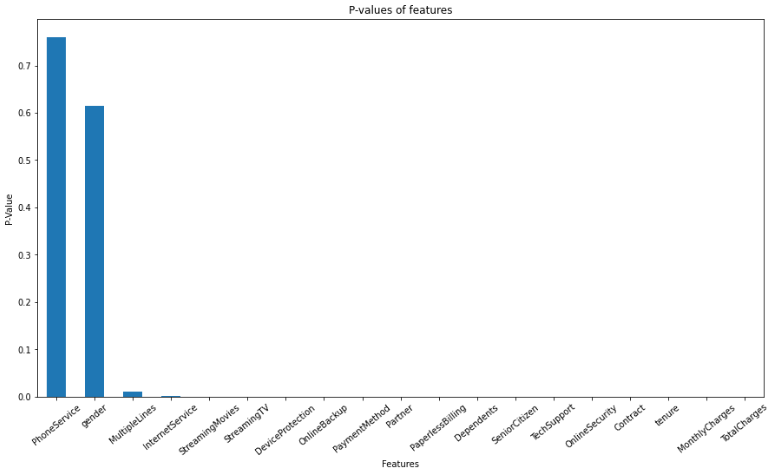 P-values of features
P-Value
0.7
0.6
0.5
0.4
0.3
0.2
0.1
0.0
PhoneService
gender
MultipleLines
InternetService
StreamingMovies
StreamingTV
DeviceProtection
OnlineBackup
PaymentMethod
Partner
PaperlessBilling
Dependents
SeniorCitizen
TechSupport
OnlineSecurity
Contract
tenure
MonthlyCharges
TotalCharges
Features